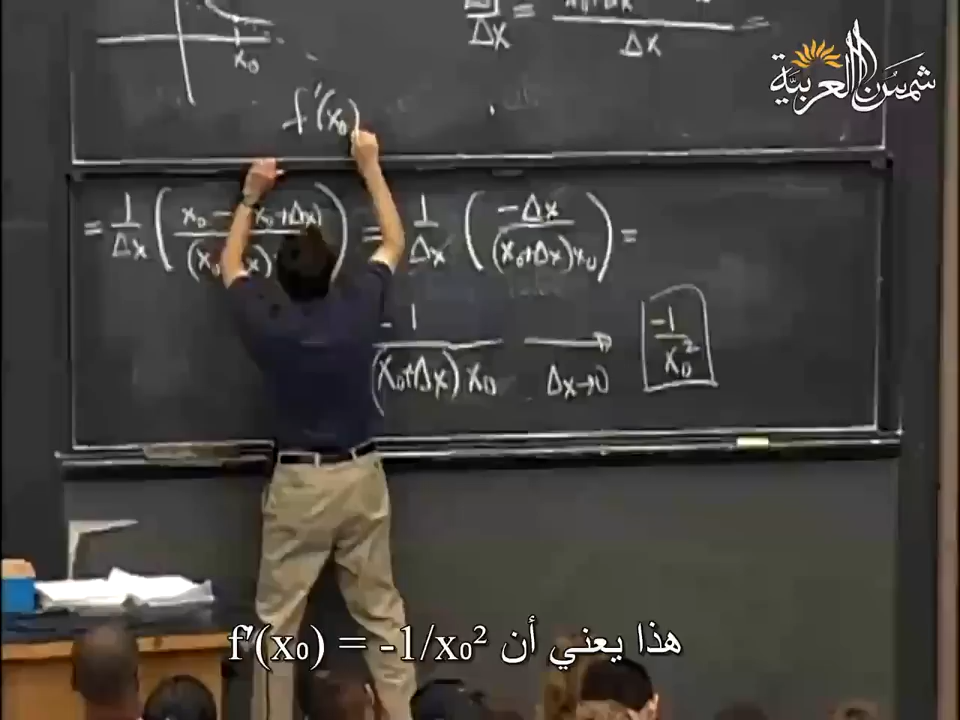 شمس العربية
x₀
Δx = Δx =
f'(x₀)
= 1/Δx ( x₀ - x₀+Δx) / (x₀ x) ) = 1/Δx ( -Δx / (x₀+Δx)x₀ ) =
-1 / (x₀+Δx) x₀ → Δx→0 -1/x₀²
هذا يعني أن f'(x₀) = -1/x₀²